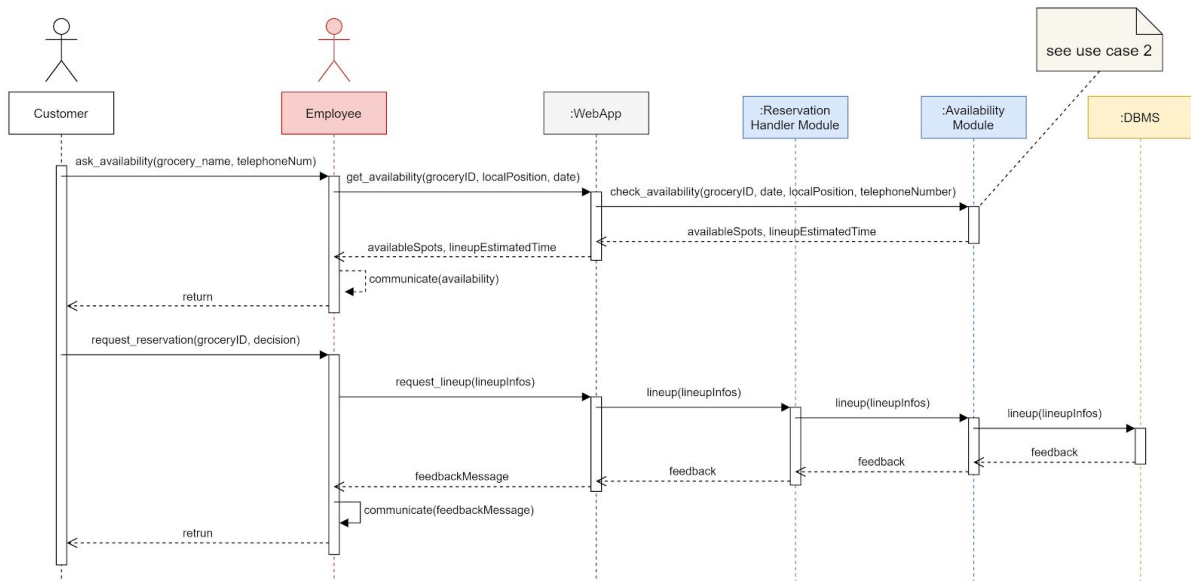 see use case 2
Customer
Employee
:WebApp
:Reservation
Handler Module
:Availability
Module
:DBMS
ask_availability(grocery_name, telephoneNum)
get_availability(groceryID, localPosition, date)
check_availability(groceryID, date, localPosition, telephoneNumber)
availableSpots, lineupEstimatedTime
availableSpots, lineupEstimatedTime
communicate(availability)
return
request_reservation(groceryID, decision)
request_lineup(lineupInfos)
lineup(lineupInfos)
lineup(lineupInfos)
lineup(lineupInfos)
feedback
feedback
feedback
feedbackMessage
communicate(feedbackMessage)
retrun